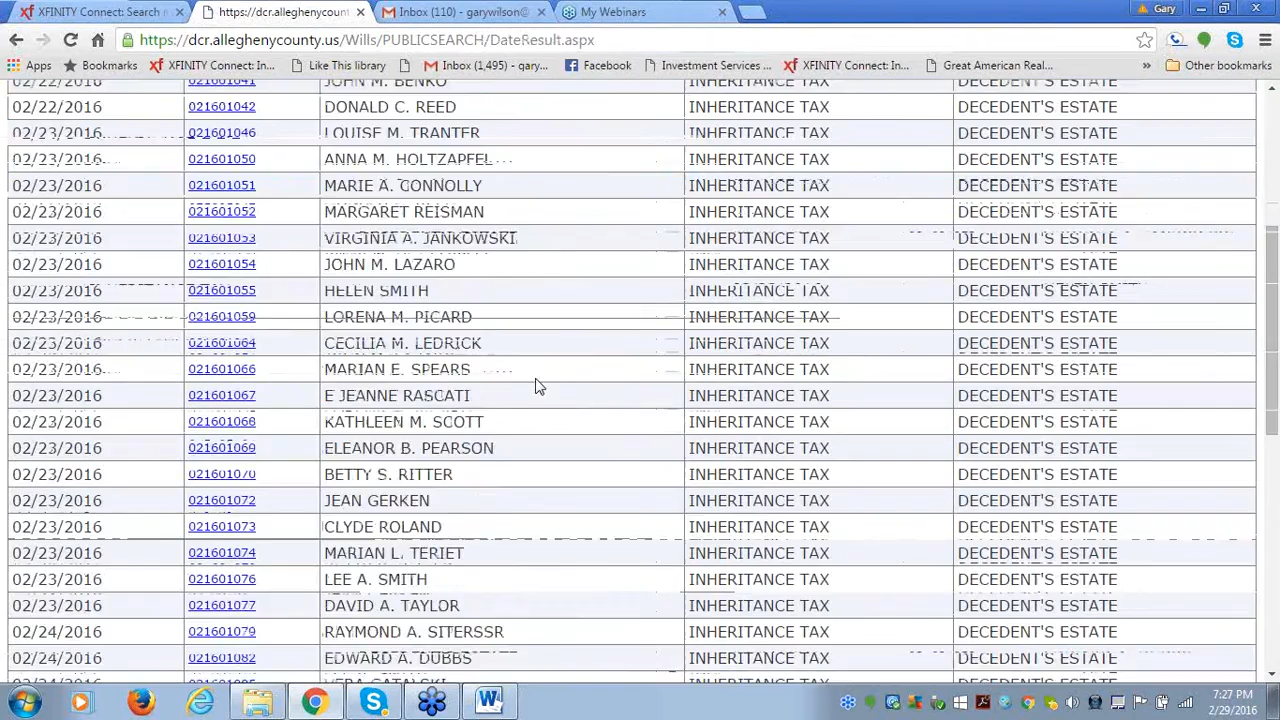 XFINITY Connect: Search r
https://dcr.alleghenycount
Inbox (110) - garywilson@
My Webinars
Gary
https://dcr.alleghenycounty.us/Wills/PUBLICSEARCH/DateResult.aspx
Apps
Bookmarks
XFINITY Connect: In...
Like This library
Inbox (1,495) - gary...
Facebook
Investment Services ...
XFINITY Connect: In...
Great American Real...
Other bookmarks
02/22/2016 021601041 JOHN M. BENKO INHERITANCE TAX DECEDENT'S ESTATE
02/22/2016 021601042 DONALD C. REED INHERITANCE TAX DECEDENT'S ESTATE
02/23/2016 021601046 LOUISE M. TRANTER INHERITANCE TAX DECEDENT'S ESTATE
02/23/2016 021601050 ANNA M. HOLTZAPFEL INHERITANCE TAX DECEDENT'S ESTATE
02/23/2016 021601051 MARIE A. CONNOLLY INHERITANCE TAX DECEDENT'S ESTATE
02/23/2016 021601052 MARGARET REISMAN INHERITANCE TAX DECEDENT'S ESTATE
02/23/2016 021601053 VIRGINIA A. JANKOWSKI INHERITANCE TAX DECEDENT'S ESTATE
02/23/2016 021601054 JOHN M. LAZARO INHERITANCE TAX DECEDENT'S ESTATE
02/23/2016 021601055 HELEN SMITH INHERITANCE TAX DECEDENT'S ESTATE
02/23/2016 021601059 LORENA M. PICARD INHERITANCE TAX DECEDENT'S ESTATE
02/23/2016 021601064 CECILIA M. LEDRICK INHERITANCE TAX DECEDENT'S ESTATE
02/23/2016 021601066 MARIAN E. SPEARS INHERITANCE TAX DECEDENT'S ESTATE
02/23/2016 021601067 E JEANNE RASCATI INHERITANCE TAX DECEDENT'S ESTATE
02/23/2016 021601068 KATHLEEN M. SCOTT INHERITANCE TAX DECEDENT'S ESTATE
02/23/2016 021601069 ELEANOR B. PEARSON INHERITANCE TAX DECEDENT'S ESTATE
02/23/2016 021601070 BETTY S. RITTER INHERITANCE TAX DECEDENT'S ESTATE
02/23/2016 021601072 JEAN GERKEN INHERITANCE TAX DECEDENT'S ESTATE
02/23/2016 021601073 CLYDE ROLAND INHERITANCE TAX DECEDENT'S ESTATE
02/23/2016 021601074 MARIAN L. TERIET INHERITANCE TAX DECEDENT'S ESTATE
02/23/2016 021601076 LEE A. SMITH INHERITANCE TAX DECEDENT'S ESTATE
02/23/2016 021601077 DAVID A. TAYLOR INHERITANCE TAX DECEDENT'S ESTATE
02/24/2016 021601079 RAYMOND A. SITERSSR INHERITANCE TAX DECEDENT'S ESTATE
02/24/2016 021601082 EDWARD A. DUBBS INHERITANCE TAX DECEDENT'S ESTATE
7:27 PM
2/29/2016